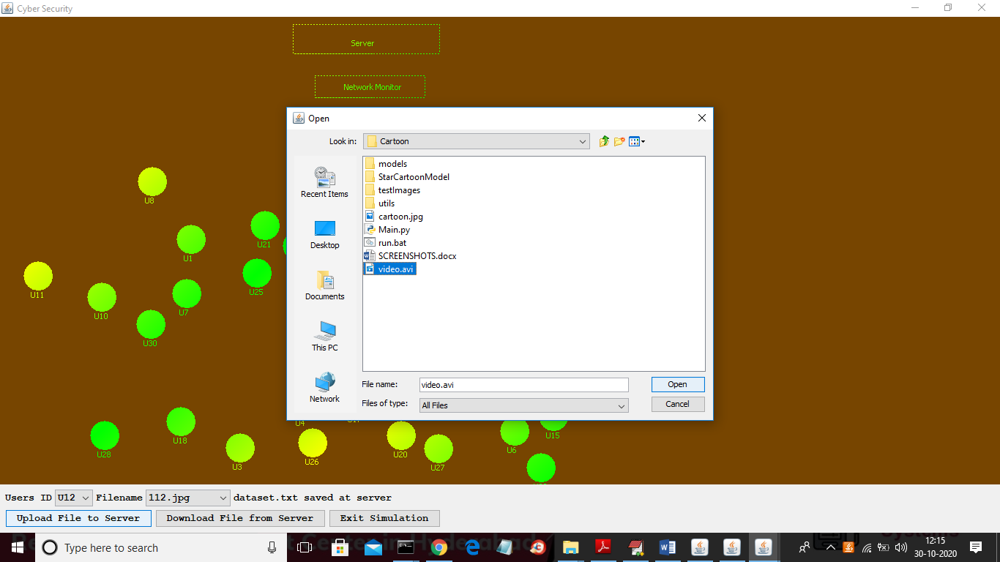 Cyber Security
Server
Network Monitor
Open
Look in:
Cartoon
Recent Items
Desktop
Documents
This PC
Network
models
StarCartoonModel
testImages
utils
cartoon.jpg
Main.py
run.bat
SCREENSHOTS.docx
video.avi
File name:
video.avi
Open
Files of type:
All Files
Cancel
U8
U21
U1
U25
U11
U10
U7
U30
U4
U15
U28
U18
U3
U26
U20
U27
U6
Users ID U12 Filename 112.jpg dataset.txt saved at server
Upload File to Server Download File from Server Exit Simulation
Type here to search
12:15
30-10-2020